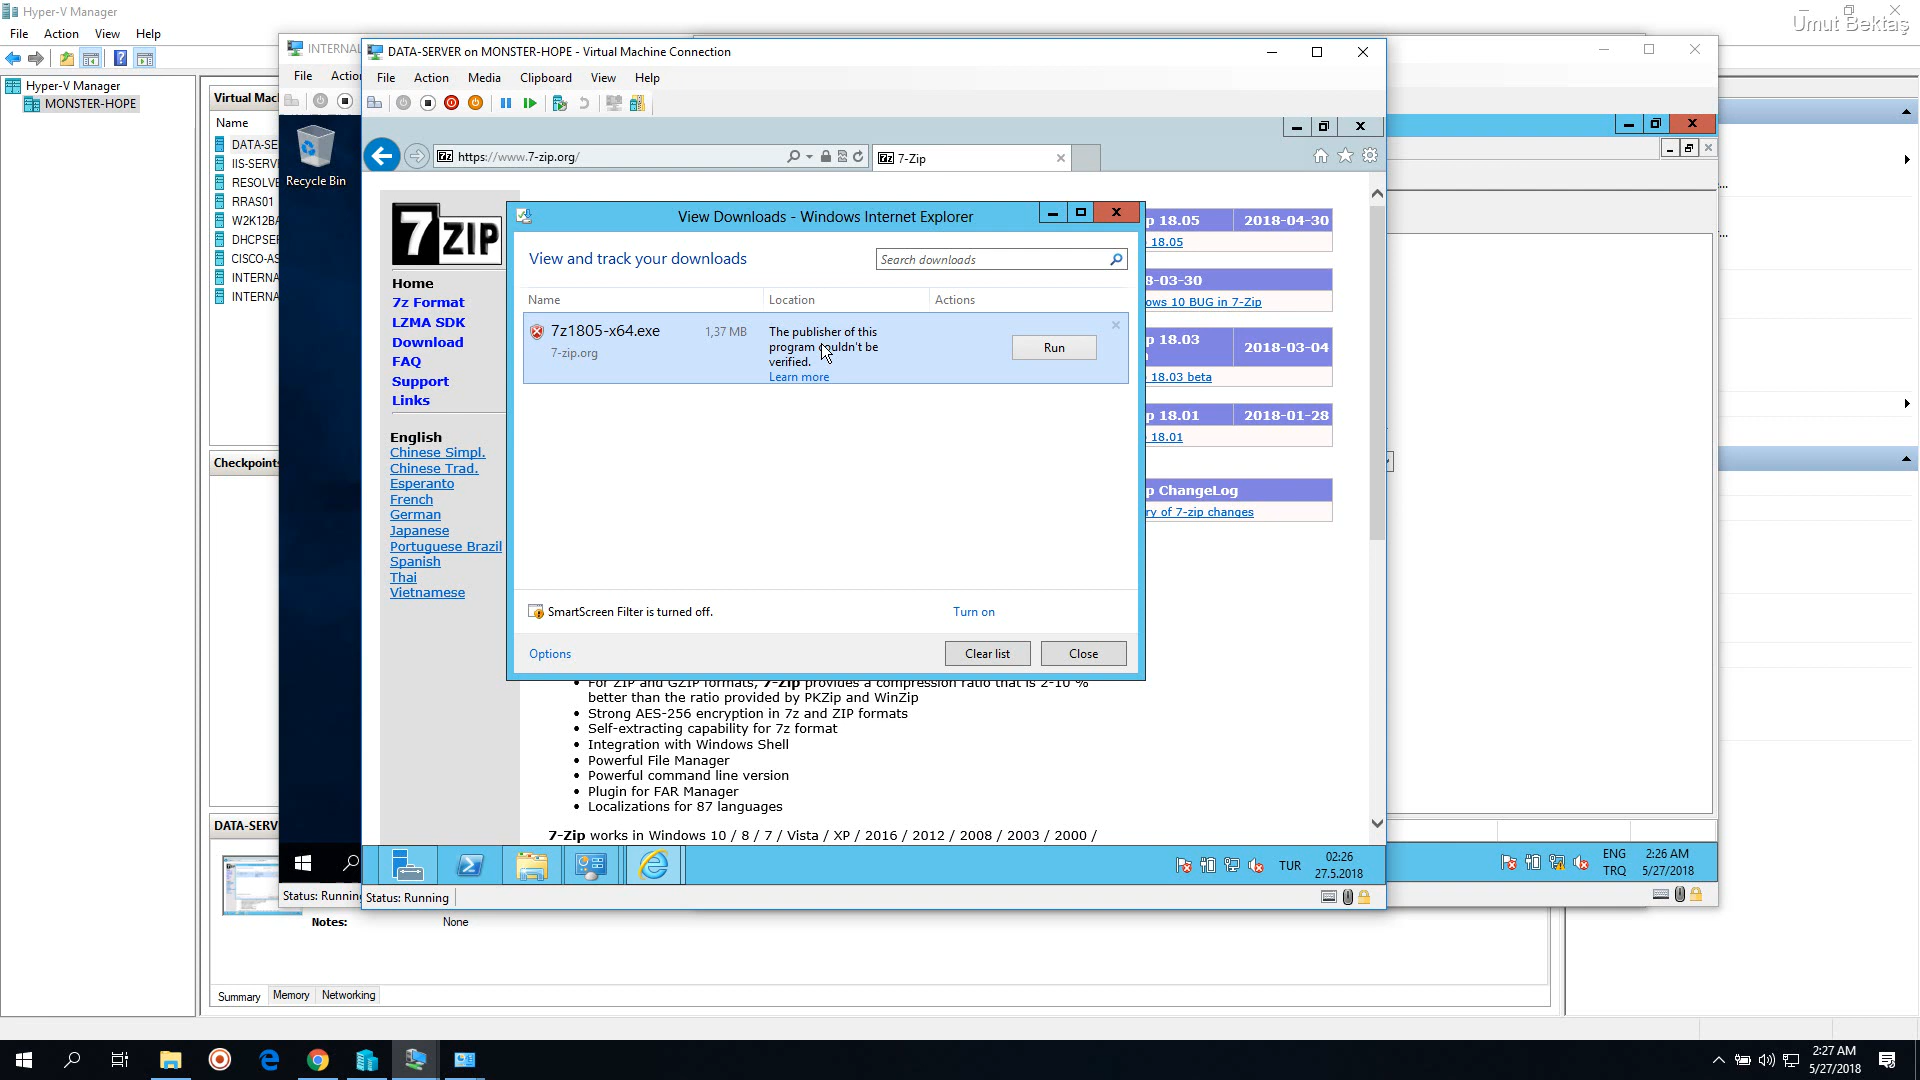 Hyper-V Manager
Umut Bektaş
File Action View Help
Hyper-V Manager
MONSTER-HOPE
Virtual Mac
Name
DATA-SE
IIS-SERV
RESOLVE
RRAS01
W2K12BA
DHCPSEF
CISCO-AS
INTERNA
INTERNA
Checkpoint
DATA-SERV
Notes: None
Summary Memory Networking
INTERNAL
File Actio
Recycle Bin
Status: Running
DATA-SERVER on MONSTER-HOPE - Virtual Machine Connection
File Action Media Clipboard View Help
https://www.7-zip.org/
7-Zip
7ZIP
Home
7z Format
LZMA SDK
Download
FAQ
Support
Links
English
Chinese Simpl.
Chinese Trad.
Esperanto
French
German
Japanese
Portuguese Brazil
Spanish
Thai
Vietnamese
View Downloads - Windows Internet Explorer
View and track your downloads
Search downloads
Name Location Actions
7z1805-x64.exe 1,37 MB
7-zip.org
The publisher of this
program couldn't be
verified.
Learn more
Run
SmartScreen Filter is turned off. Turn on
Options
Clear list Close
p 18.05 2018-04-30
18.05
8-03-30
ows 10 BUG in 7-Zip
p 18.03 2018-03-04
18.03 beta
p 18.01 2018-01-28
18.01
p ChangeLog
ry of 7-zip changes
For ZIP and GZIP formats, 7-Zip provides a compression ratio that is 2-10 %
better than the ratio provided by PKZip and WinZip
Strong AES-256 encryption in 7z and ZIP formats
Self-extracting capability for 7z format
Integration with Windows Shell
Powerful File Manager
Powerful command line version
Plugin for FAR Manager
Localizations for 87 languages
7-Zip works in Windows 10 / 8 / 7 / Vista / XP / 2016 / 2012 / 2008 / 2003 / 2000 /
TUR
02:26
27.5.2018
Status: Running
ENG
TRQ
2:26 AM
5/27/2018
2:27 AM
5/27/2018